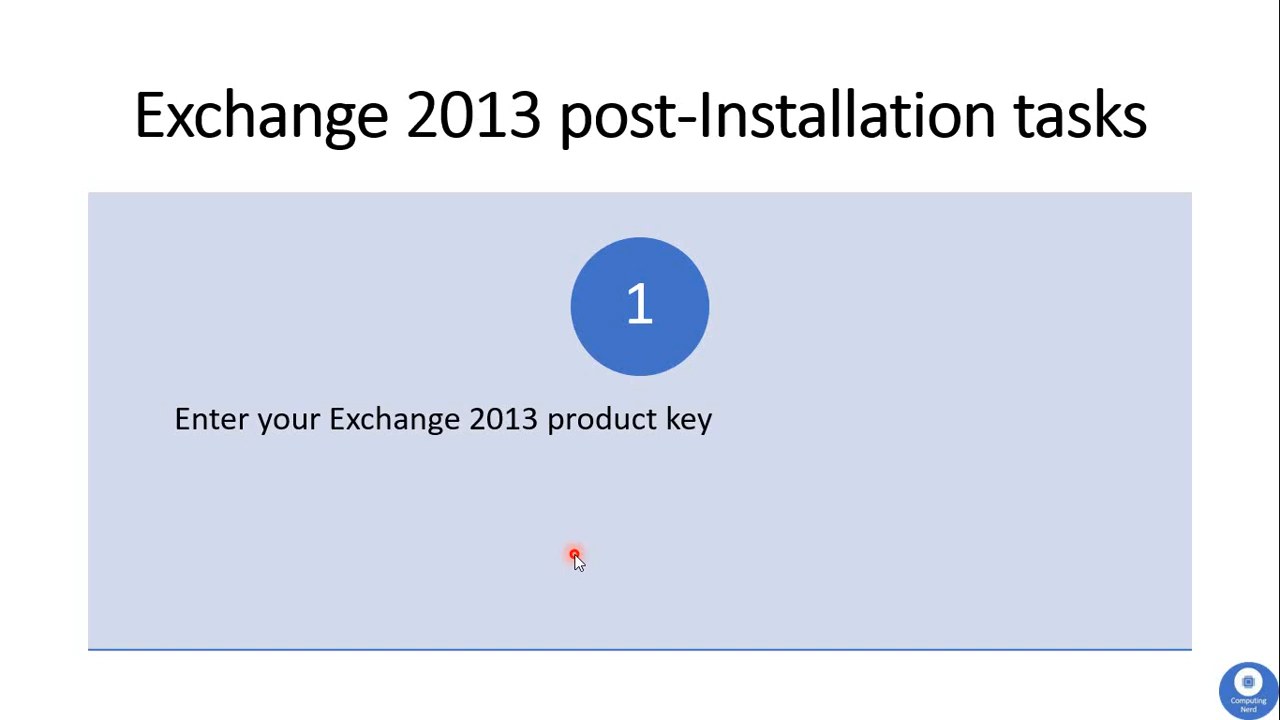 Exchange 2013 post-Installation tasks
1
Enter your Exchange 2013 product key
Computing
Nerd